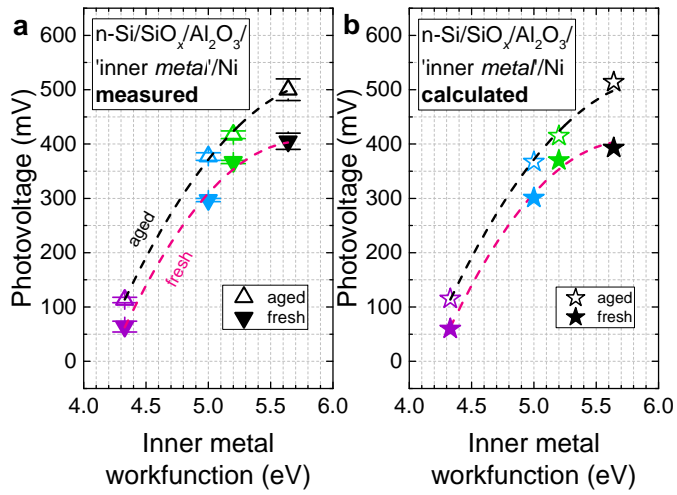 a
n-Si/SiOx/Al2O3/
'inner metal'/Ni
measured
Photovoltage (mV)
500
400
300
200
100
0
aged
fresh
aged
fresh
4.0
4.5
5.0
5.5
6.0
Inner metal
workfunction (eV)
b
n-Si/SiOx/Al2O3/
'inner metal'/Ni
calculated
Photovoltage (mV)
600
500
400
300
200
100
0
aged
fresh
aged
fresh
4.0
4.5
5.0
5.5
6.0
Inner metal
workfunction (eV)